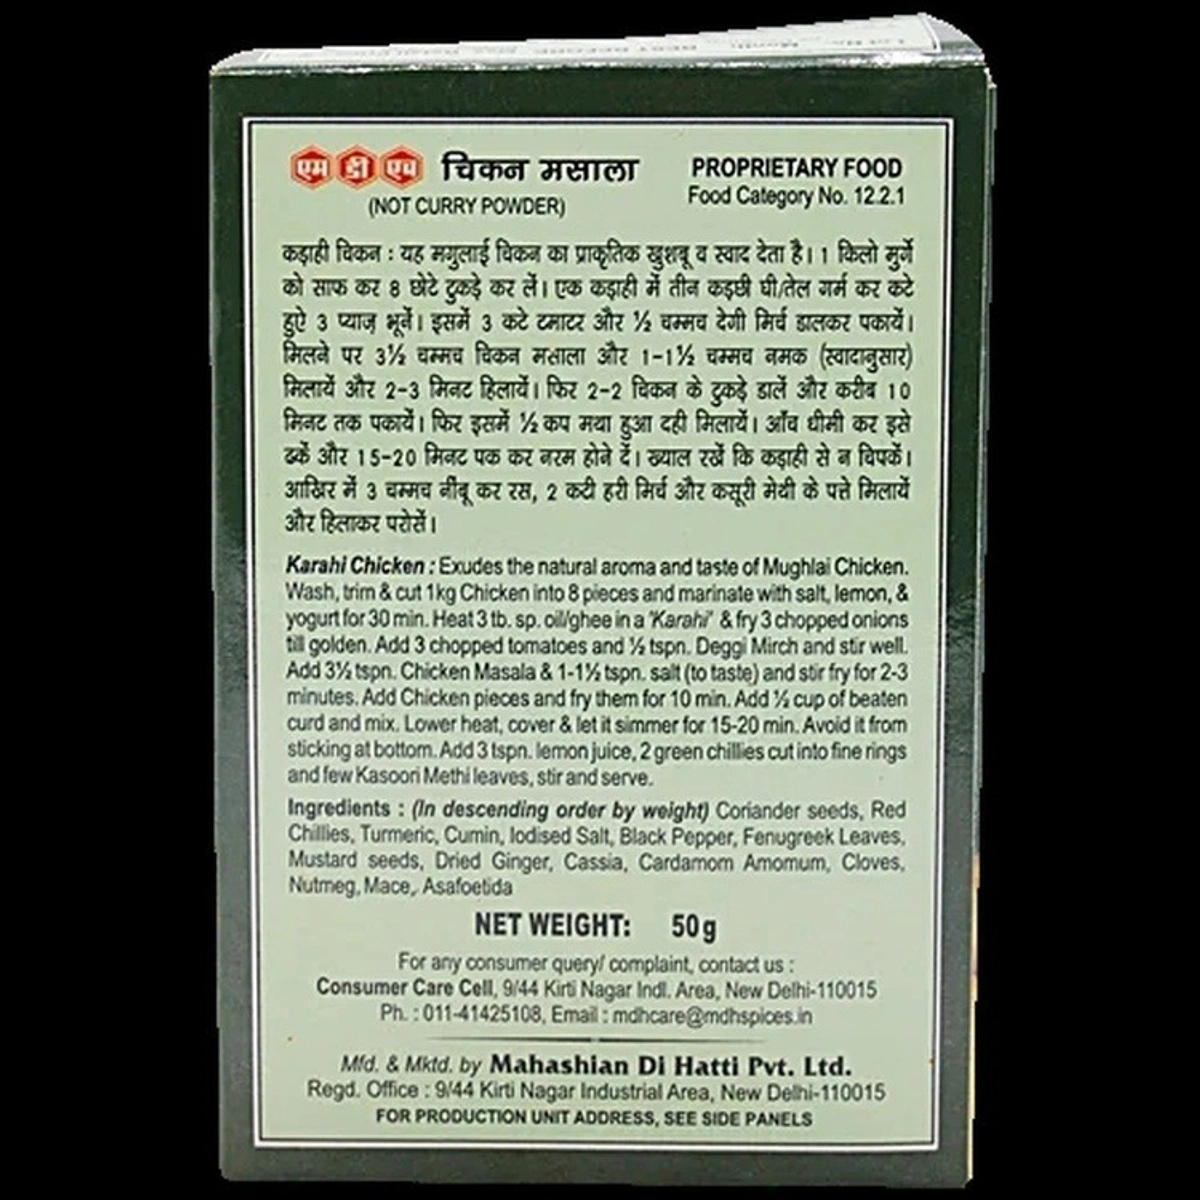 एम डी एच चिकन मसाला
(NOT CURRY POWDER)
PROPRIETARY FOOD
Food Category No. 12.2.1
कड़ाही चिकन : यह मगुलाई चिकन का प्राकृतिक खुशबू व स्वाद देता है। 1 किलो मुर्गे
को साफ कर 8 छोटे टुकड़े कर लें। एक कड़ाही में तीन कड़छी घी/तेल गर्म कर कटे
हुऐ 3 प्याज़ भूनें। इसमें 3 कटे टमाटर और ½ चम्मच देगी मिर्च डालकर पकायें।
मिलने पर 3½ चम्मच चिकन मसाला और 1-1½ चम्मच नमक (स्वादानुसार)
मिलायें और 2-3 मिनट हिलायें। फिर 2-2 चिकन के टुकड़े डालें और करीब 10
मिनट तक पकायें। फिर इसमें ½ कप मथा हुआ दही मिलायें। आँच धीमी कर इसे
ढकें और 15-20 मिनट पक कर नरम होने दें। ख्याल रखें कि कड़ाही से न चिपकें।
आखिर में 3 चम्मच नींबू कर रस, 2 कटी हरी मिर्च और कसूरी मेथी के पत्ते मिलायें
और हिलाकर परोसें।
Karahi Chicken : Exudes the natural aroma and taste of Mughlai Chicken.
Wash, trim & cut 1kg Chicken into 8 pieces and marinate with salt, lemon, &
yogurt for 30 min. Heat 3 tb. sp. oil/ghee in a 'Karahi' & fry 3 chopped onions
till golden. Add 3 chopped tomatoes and ½ tspn. Deggi Mirch and stir well.
Add 3½ tspn. Chicken Masala & 1-1½ tspn. salt (to taste) and stir fry for 2-3
minutes. Add Chicken pieces and fry them for 10 min. Add ½ cup of beaten
curd and mix. Lower heat, cover & let it simmer for 15-20 min. Avoid it from
sticking at bottom. Add 3 tspn. lemon juice, 2 green chillies cut into fine rings
and few Kasoori Methi leaves, stir and serve.
Ingredients : (In descending order by weight) Coriander seeds, Red
Chillies, Turmeric, Cumin, Iodised Salt, Black Pepper, Fenugreek Leaves,
Mustard seeds, Dried Ginger, Cassia, Cardamom Amomum, Cloves,
Nutmeg, Mace, Asafoetida
NET WEIGHT: 50g
For any consumer query/ complaint, contact us :
Consumer Care Cell, 9/44 Kirti Nagar Indl. Area, New Delhi-110015
Ph. : 011-41425108, Email : mdhcare@mdhspices.in
Mfd. & Mktd. by Mahashian Di Hatti Pvt. Ltd.
Regd. Office : 9/44 Kirti Nagar Industrial Area, New Delhi-110015
FOR PRODUCTION UNIT ADDRESS, SEE SIDE PANELS